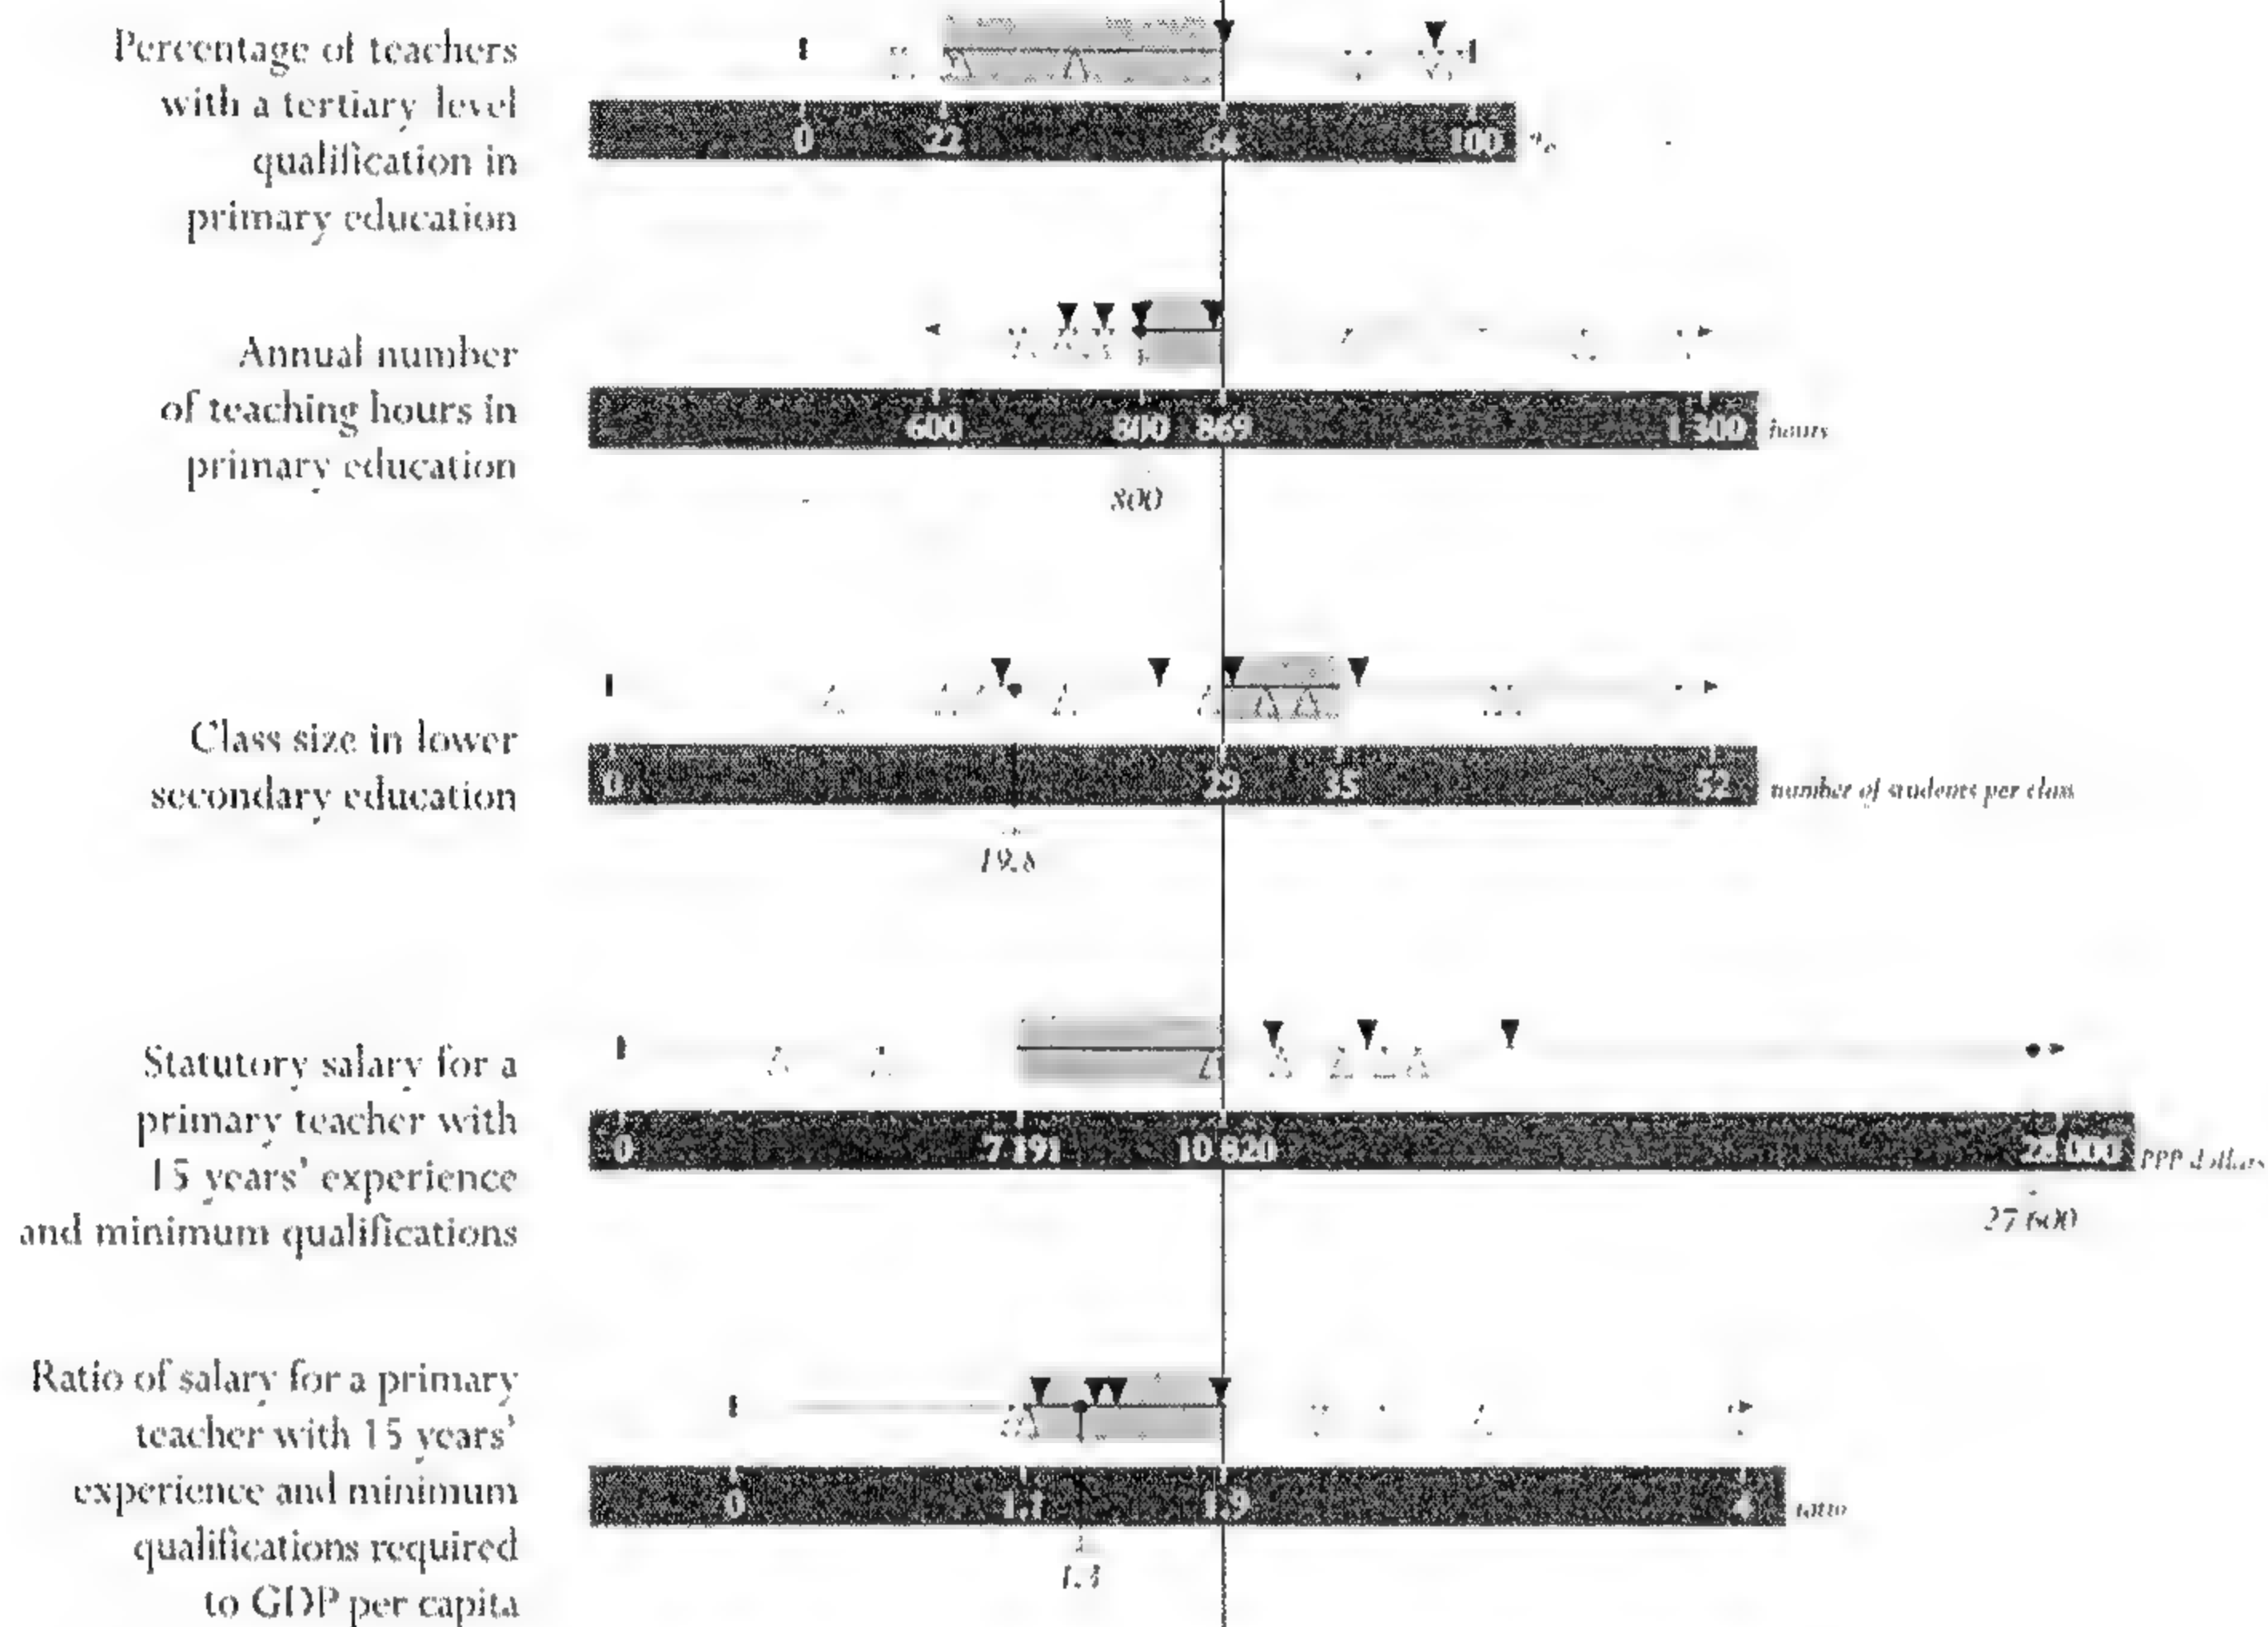 Percentage of teachers
with a tertiary level
qualification in
primary education
0 22 64 100 %
Annual number
of teaching hours in
primary education
600 800 869 1 300 hours
800
Class size in lower
secondary education
0 29 35 52 number of students per class
19.8
Statutory salary for a
primary teacher with
15 years' experience
and minimum qualifications
0 7 191 10 820 28 000 PPP dollars
27 600
Ratio of salary for a primary
teacher with 15 years'
experience and minimum
qualifications required
to GDP per capita
0 1.1 1.9 ratio